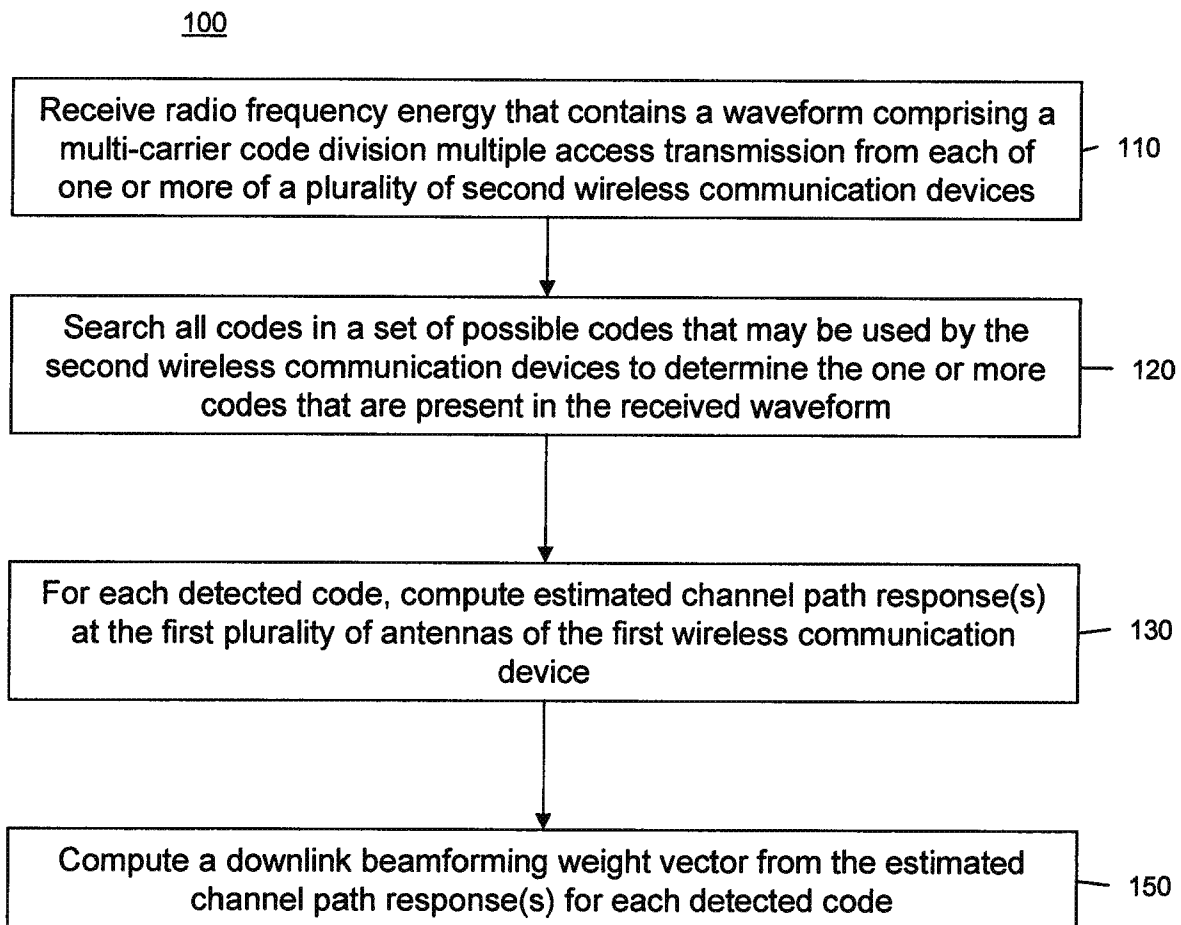 100
Receive radio frequency energy that contains a waveform comprising a
multi-carrier code division multiple access transmission from each of
one or more of a plurality of second wireless communication devices
110
Search all codes in a set of possible codes that may be used by the
second wireless communication devices to determine the one or more
codes that are present in the received waveform
120
For each detected code, compute estimated channel path response(s)
at the first plurality of antennas of the first wireless communication
device
130
Compute a downlink beamforming weight vector from the estimated
channel path response(s) for each detected code
150